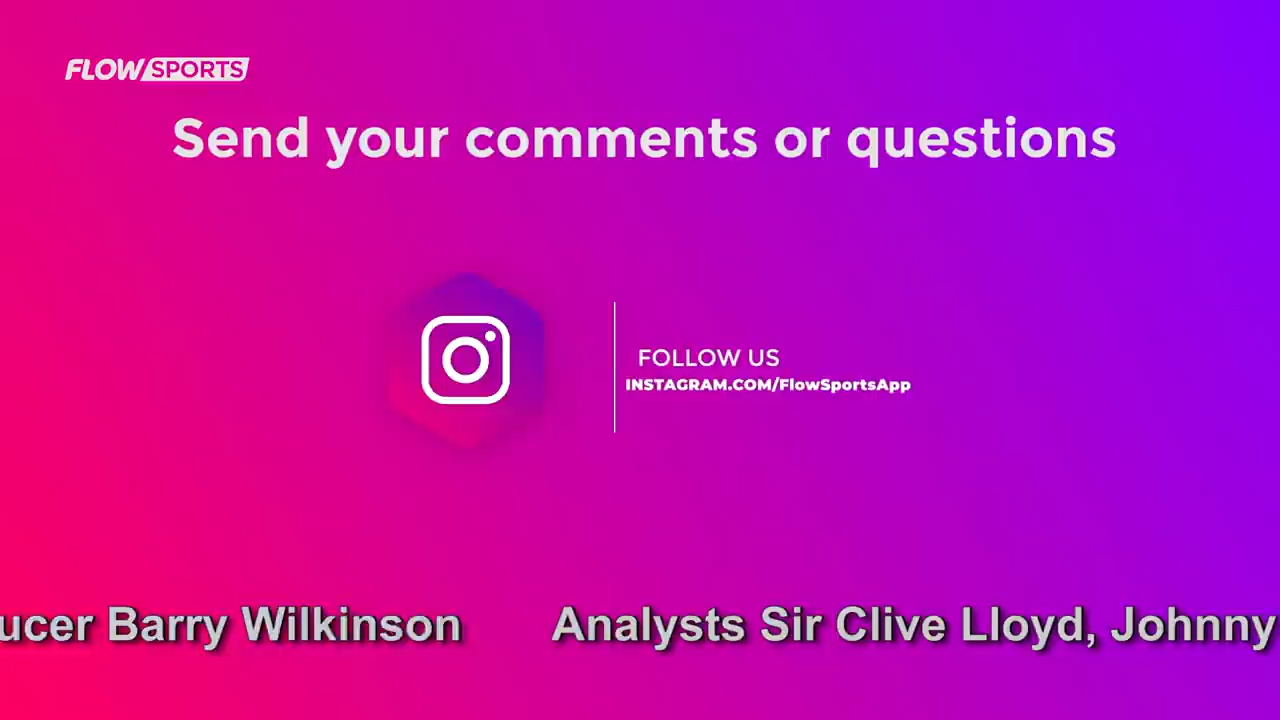 FLOW SPORTS
Send your comments or questions
FOLLOW US
INSTAGRAM.COM/FlowSportsApp
Barry Wilkinson Analysts Sir Clive Lloyd, Johnny